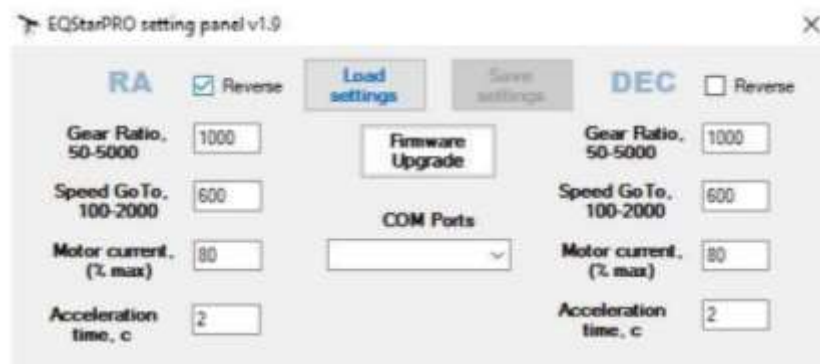 EQStarPRO setting panel v1.9
RA
Reverse
Load
settings
Save
settings
DEC
Reverse
Gear Ratio,
50-5000
1000
Firmware
Upgrade
Gear Ratio,
50-5000
1000
Speed GoTo,
100-2000
600
Speed GoTo,
100-2000
600
COM Ports
Motor current,
(% max)
80
Motor current,
(% max)
80
Acceleration
time, c
2
Acceleration
time, c
2